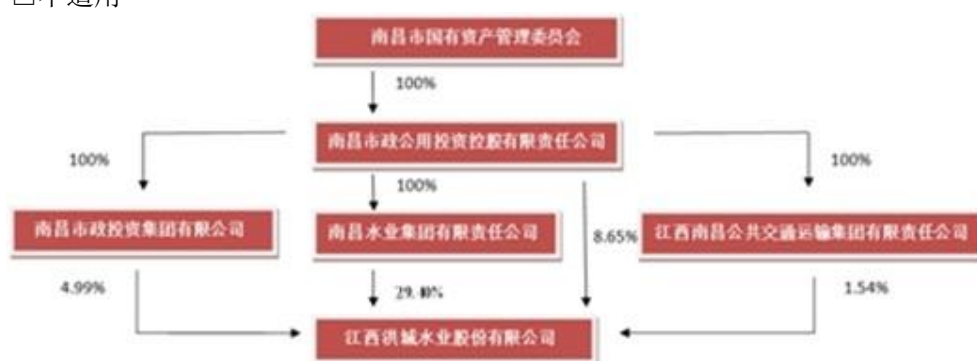 南昌市国有资产管理委员会
100%
南昌市政公用投资控股有限责任公司
100% 100% 100%
南昌市政投资集团有限公司 南昌水业集团有限责任公司 8.65% 江西南昌公共交通运输集团有限责任公司
4.99% 29.40% 1.54%
江西洪城水业股份有限公司